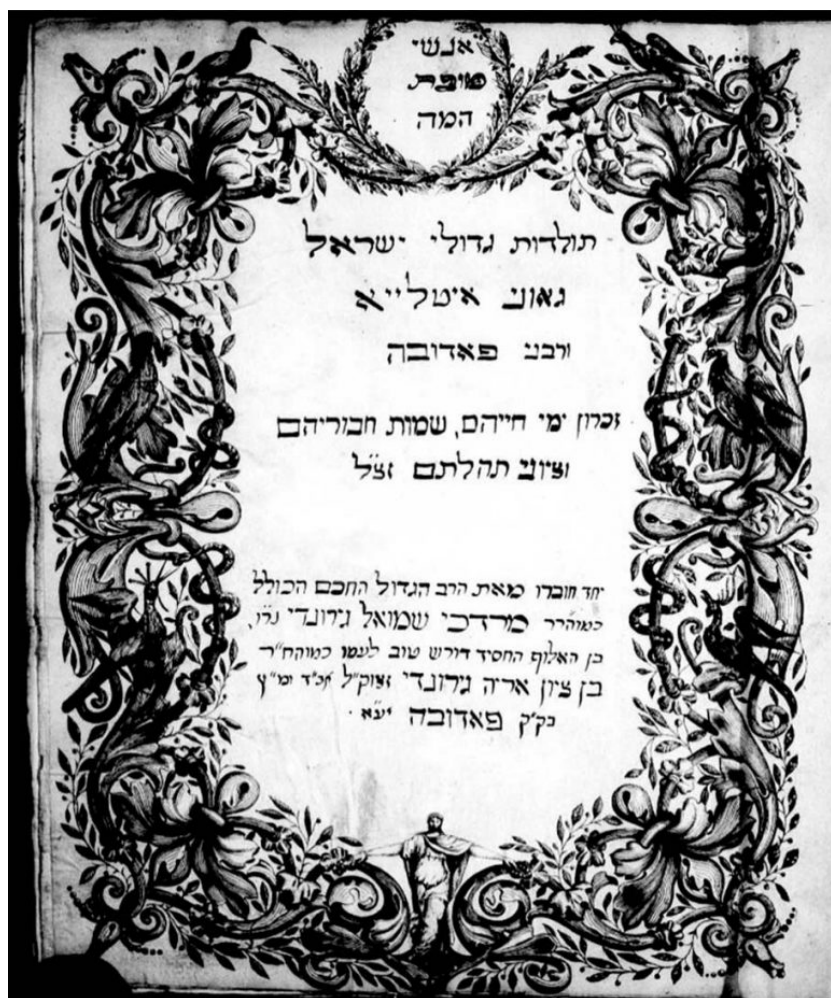 אנשי
שבת
המה
תולדות גדולי ישראל
גאוני איטלייא
ורבני פאדובה
זכרון ימי חייהם, שמות חבוריהם
וציוני תהלתם זצ״ל
יחד חוברו מאת הרב הגדול החכם הכולל
כמוהרר מרדכי שמואל גירונדי נר״ו,
בן האלוף החסיד דורש טוב לעמו כמוהח״ר
בן ציון אריה גירונדי זצוק״ל
בק״ק פאדובה יע״א